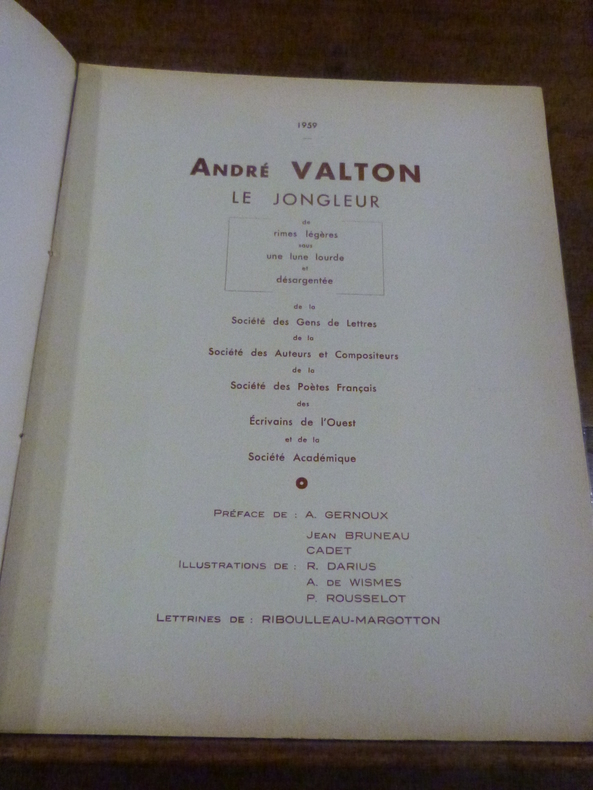 1959
ANDRÉ VALTON
LE JONGLEUR
de
rimes légères
sous
une lune lourde
et
désargentée
de la
Société des Gens de Lettres
de la
Société des Auteurs et Compositeurs
de la
Société des Poètes Français
des
Écrivains de l'Ouest
et de la
Société Académique
PRÉFACE DE : A. GERNOUX
JEAN BRUNEAU
CADET
ILLUSTRATIONS DE : R. DARIUS
A. DE WISMES
P. ROUSSELOT
LETTRINES DE : RIBOULLEAU-MARGOTTON